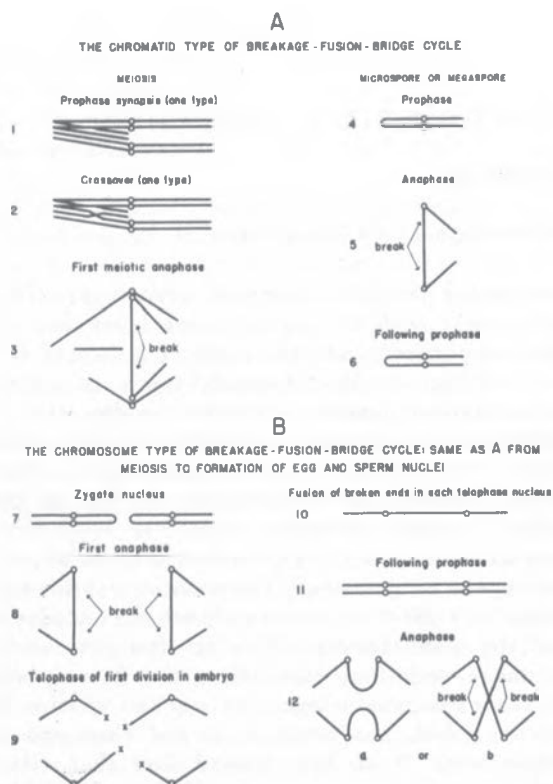 A
THE CHROMATID TYPE OF BREAKAGE-FUSION-BRIDGE CYCLE
MEIOSIS
Prophase synapsis (one type)
1
Crossover (one type)
2
First meiotic anaphase
3
break
MICROSPORE OR MEGASPORE
Prophase
4
Anaphase
5
break
Following prophase
6
B
THE CHROMOSOME TYPE OF BREAKAGE-FUSION-BRIDGE CYCLE: SAME AS A FROM
MEIOSIS TO FORMATION OF EGG AND SPERM NUCLEI
Zygate nucleus
7
First anaphase
8
break
Telophase of first division in embryo
9
x
x
x
x
Fusion of broken ends in each telophase nucleus
10
Following prophase
11
Anaphase
12
break
break
a or b